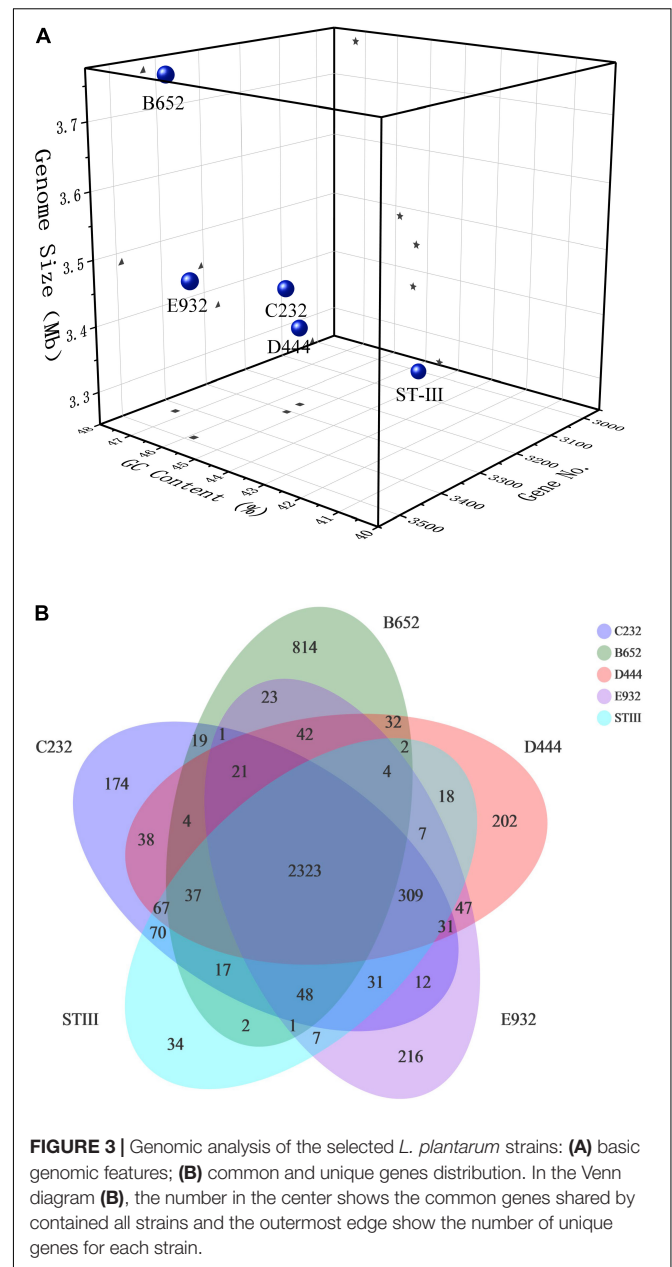 A
B652
E932
C232
D444
ST-III
Genome Size (Mb)
3.7
3.6
3.5
3.4
3.3
GC Content (%)
48
47
46
45
44
43
42
41
40
Gene No.
3000
3100
3200
3300
3400
3500
B
B652
814
C232
B652
D444
E932
STIII
23
32
D444
C232
19
1
42
2
21
4
174
18
4
202
38
7
2323
37
309
67
47
70
31
17
31
12
48
STIII
2
1
7
E932
34
216
FIGURE 3 | Genomic analysis of the selected L. plantarum strains: (A) basic
genomic features; (B) common and unique genes distribution. In the Venn
diagram (B), the number in the center shows the common genes shared by
contained all strains and the outermost edge show the number of unique
genes for each strain.